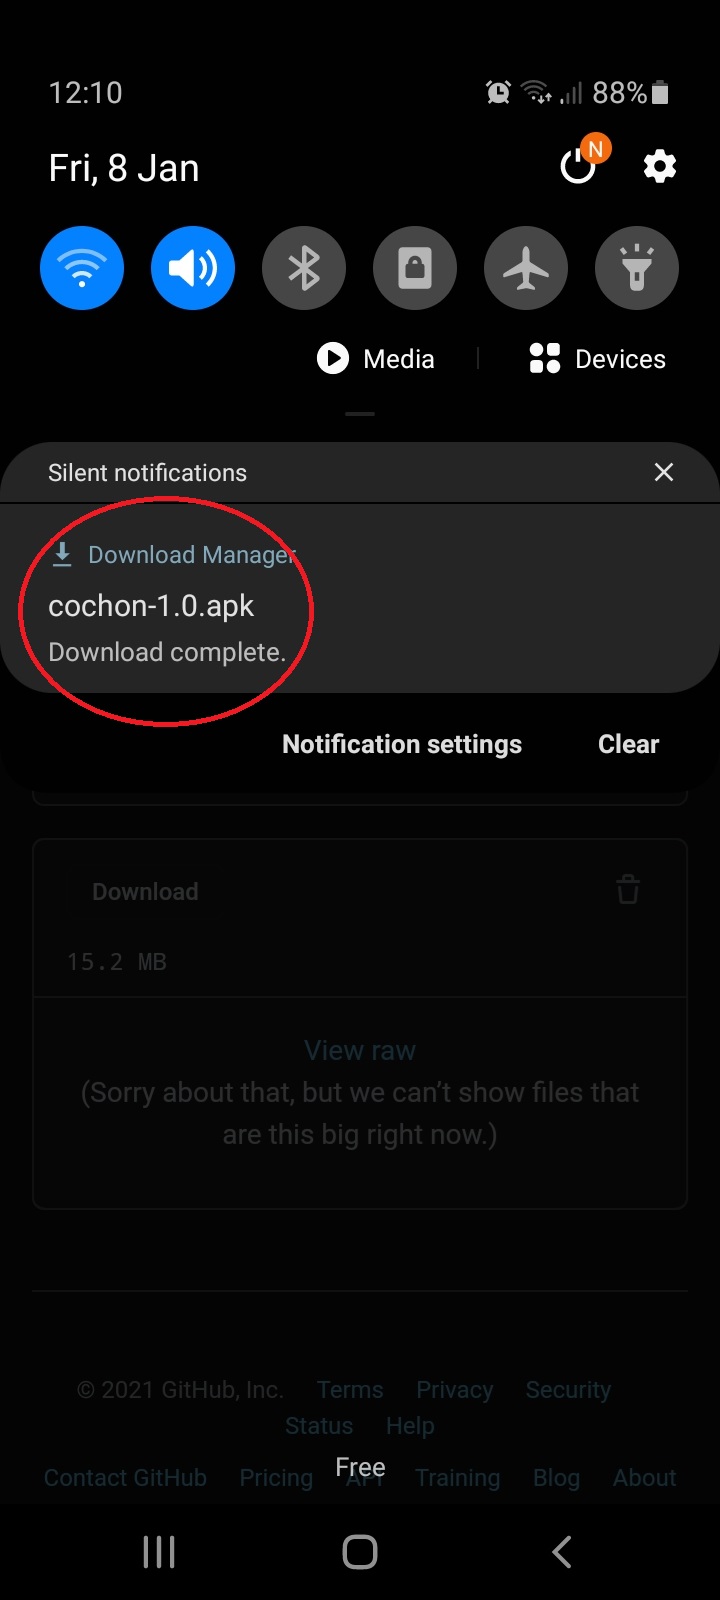 12:10 88%
Fri, 8 Jan N
Media Devices
Silent notifications
Download Manager
cochon-1.0.apk
Download complete.
Notification settings Clear
Download
15.2 MB
View raw
(Sorry about that, but we can’t show files that
are this big right now.)
© 2021 GitHub, Inc. Terms Privacy Security
Status Help
Free
Contact GitHub Pricing API Training Blog About